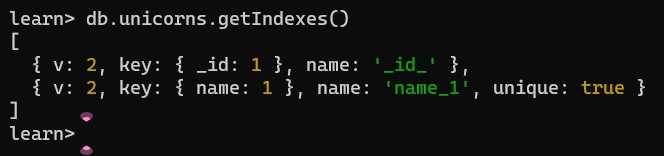 learn> db.unicorns.getIndexes()
[
  { v: 2, key: { _id: 1 }, name: '_id_' },
  { v: 2, key: { name: 1 }, name: 'name_1', unique: true }
]
learn>